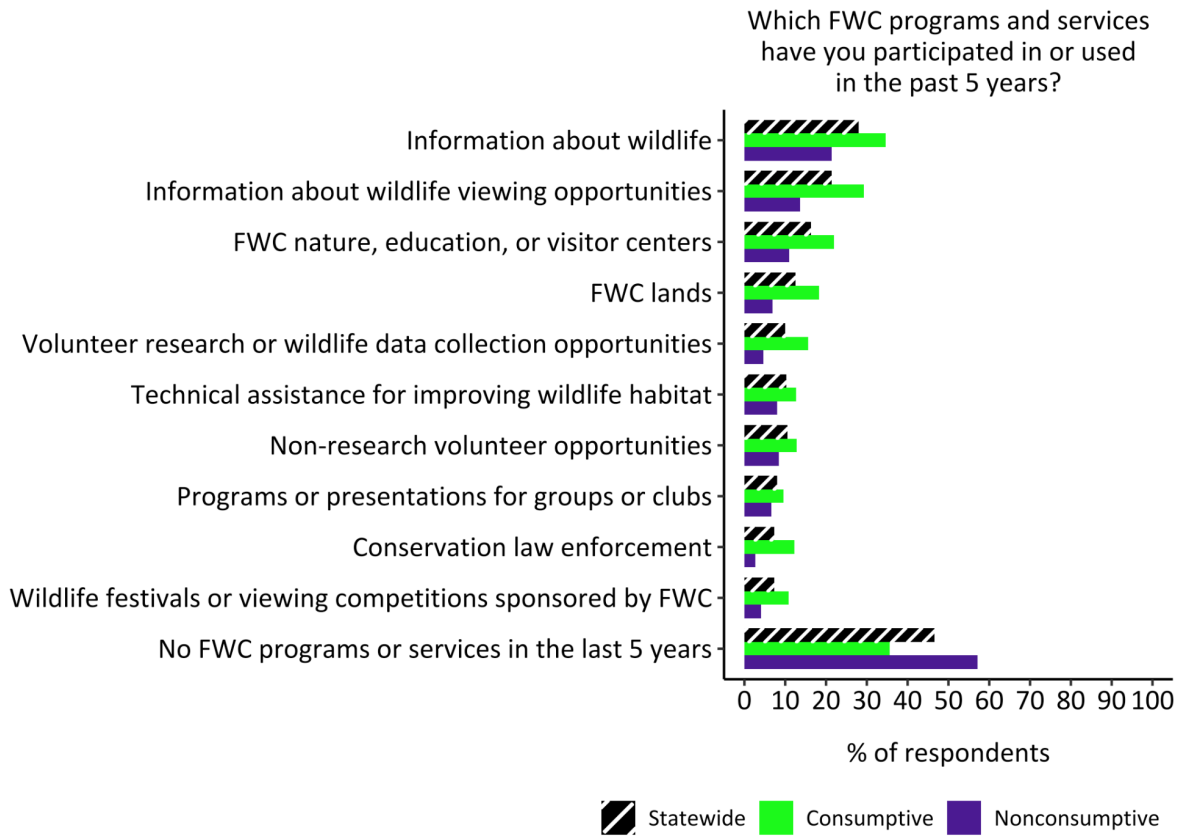 Which FWC programs and services
have you participated in or used
in the past 5 years?
Information about wildlife
Information about wildlife viewing opportunities
FWC nature, education, or visitor centers
FWC lands
Volunteer research or wildlife data collection opportunities
Technical assistance for improving wildlife habitat
Non-research volunteer opportunities
Programs or presentations for groups or clubs
Conservation law enforcement
Wildlife festivals or viewing competitions sponsored by FWC
No FWC programs or services in the last 5 years
0 10 20 30 40 50 60 70 80 90 100
% of respondents
Statewide Consumptive Nonconsumptive